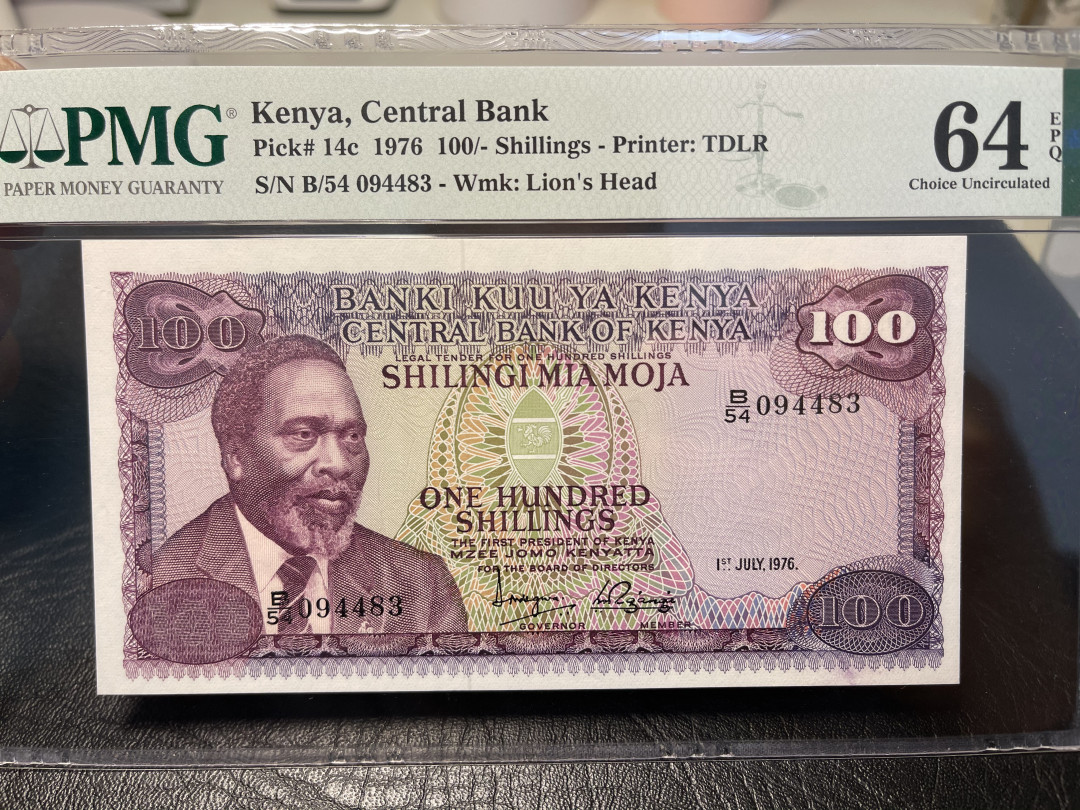 PMG®
PAPER MONEY GUARANTY
Kenya, Central Bank
Pick# 14c 1976 100/- Shillings - Printer: TDLR
S/N B/54 094483 - Wmk: Lion's Head
64 EPQ
Choice Uncirculated
BANKI KUU YA KENYA
100
CENTRAL BANK OF KENYA
100
LEGAL TENDER FOR ONE HUNDRED SHILLINGS
SHILINGI MIA MOJA
B/54 094483
ONE HUNDRED
SHILLINGS
THE FIRST PRESIDENT OF KENYA
MZEE JOMO KENYATTA
FOR THE BOARD OF DIRECTORS
1ST JULY, 1976.
B/54 094483
GOVERNOR
MEMBER
100